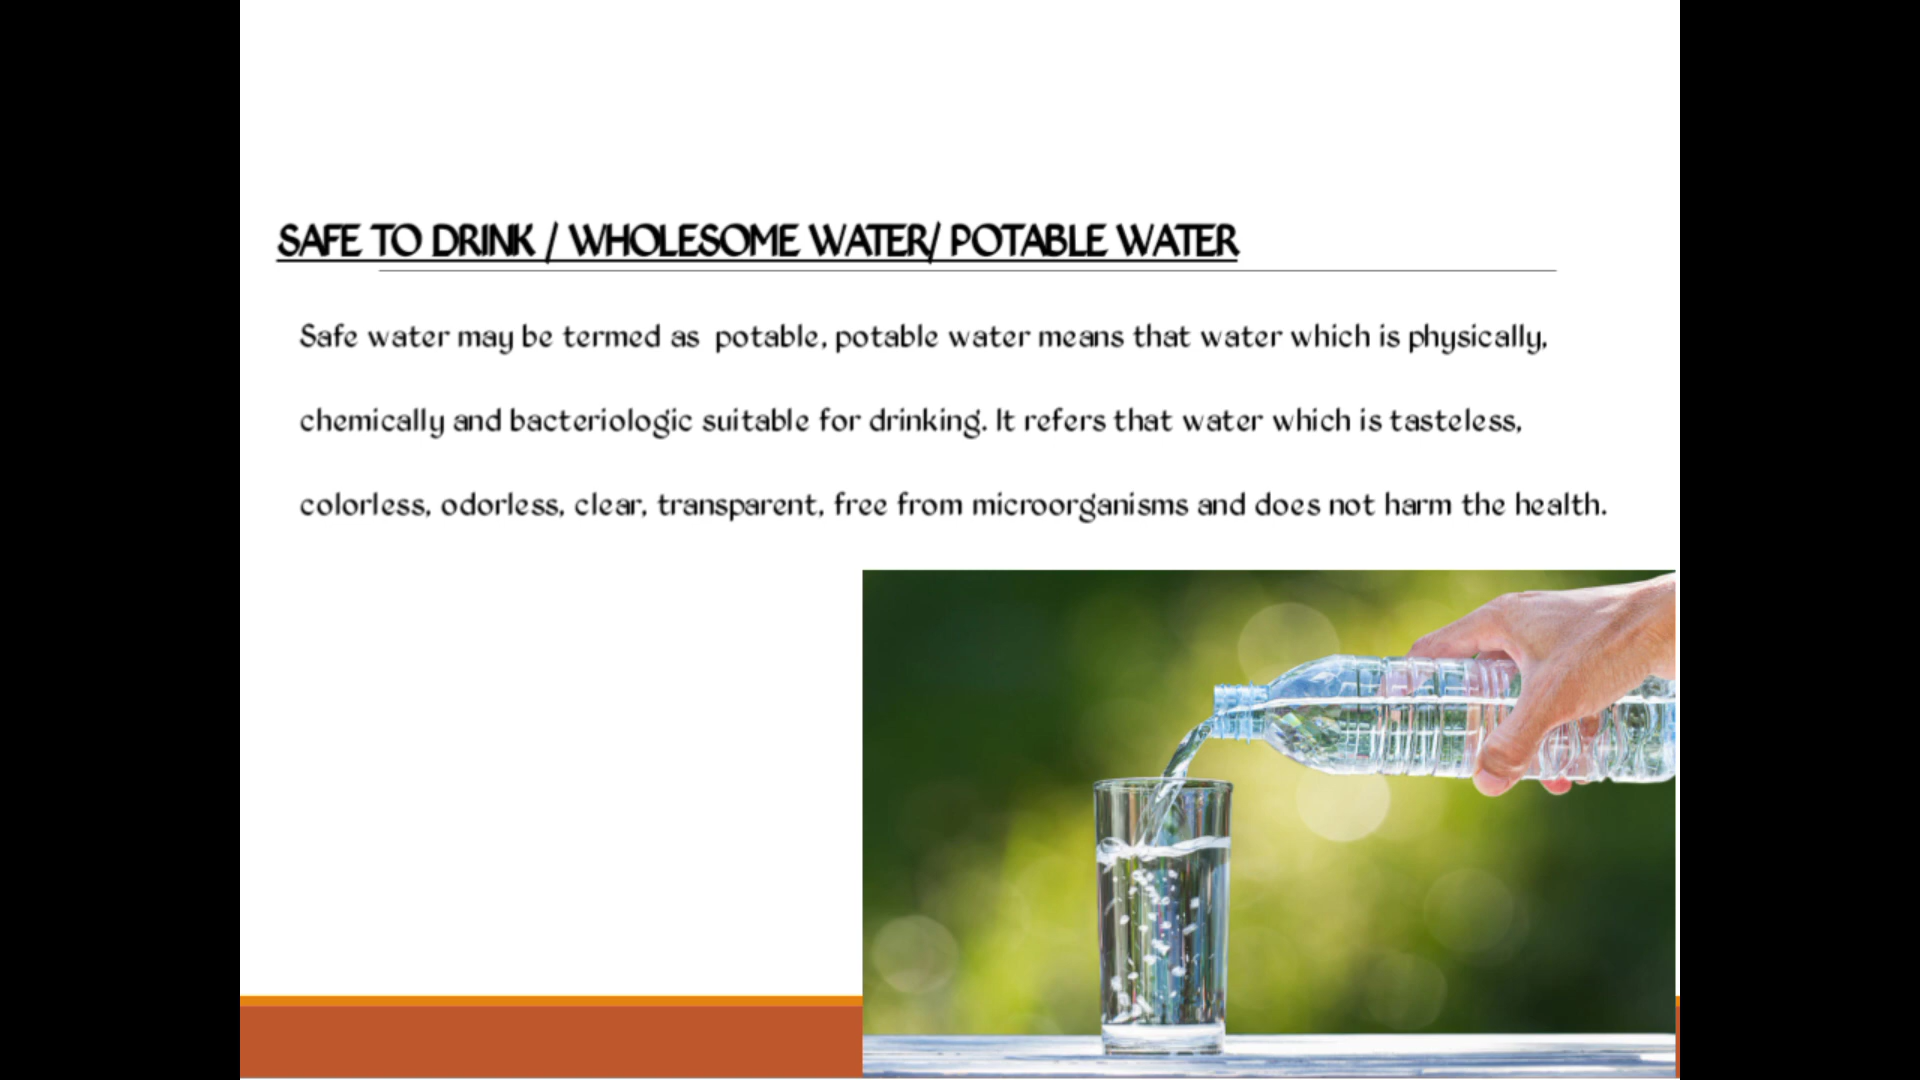 SAFE TO DRINK / WHOLESOME WATER/ POTABLE WATER
Safe water may be termed as  potable, potable water means that water which is physically,
chemically and bacteriologic suitable for drinking. It refers that water which is tasteless,
colorless, odorless, clear, transparent, free from microorganisms and does not harm the health.